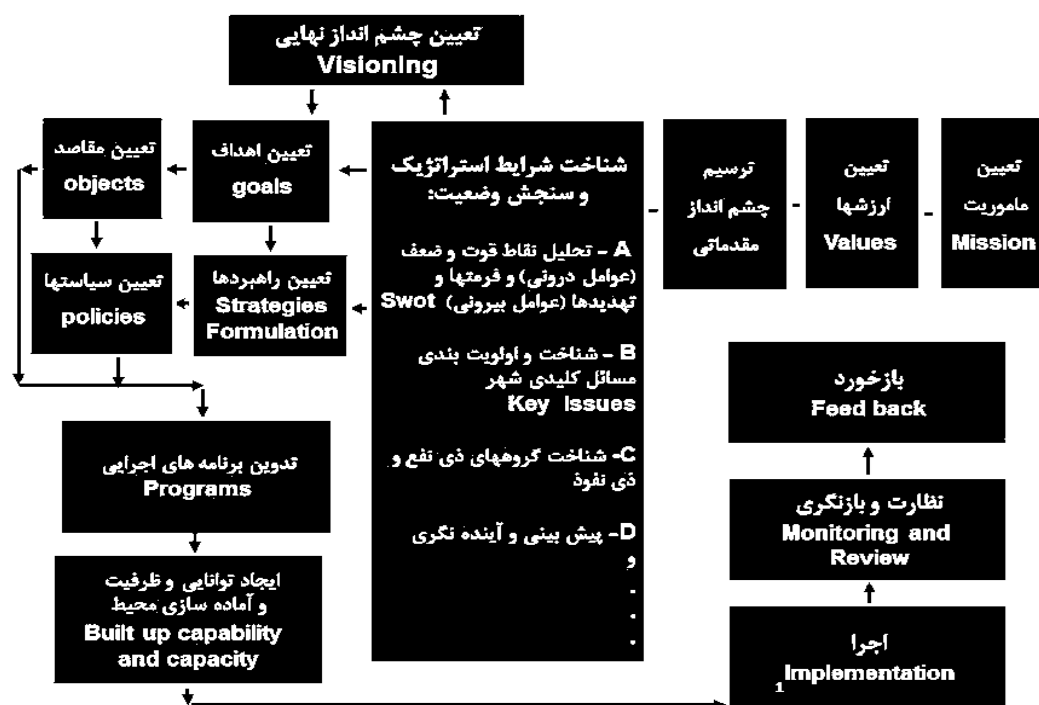 تعیین چشم انداز نهایی
Visioning
تعیین ماموریت
Mission
تعیین
ارزشها
Values
ترسیم
چشم انداز
مقدماتی
شناخت شرایط استراتژیک
و سنجش وضعیت:
A - تحلیل نقاط قوت و ضعف
(عوامل درونی) و فرصتها و
تهدیدها (عوامل بیرونی) Swot
B – شناخت و اولویت بندی
مسائل کلیدی شهر
Key Issues
C- شناخت گروههای ذی نفع و
ذی نفوذ
D- پیش بینی و آینده نگری
و
.
.
.
تعیین اهداف
goals
تعیین مقاصد
objects
تعیین راهبردها
Strategies
Formulation
تعیین سیاستها
policies
تدوین برنامه های اجرایی
Programs
ایجاد توانایی و ظرفیت
و آماده سازی محیط
Built up capability
and capacity
اجرا
Implementation
1
نظارت و بازنگری
Monitoring and
Review
بازخورد
Feed back